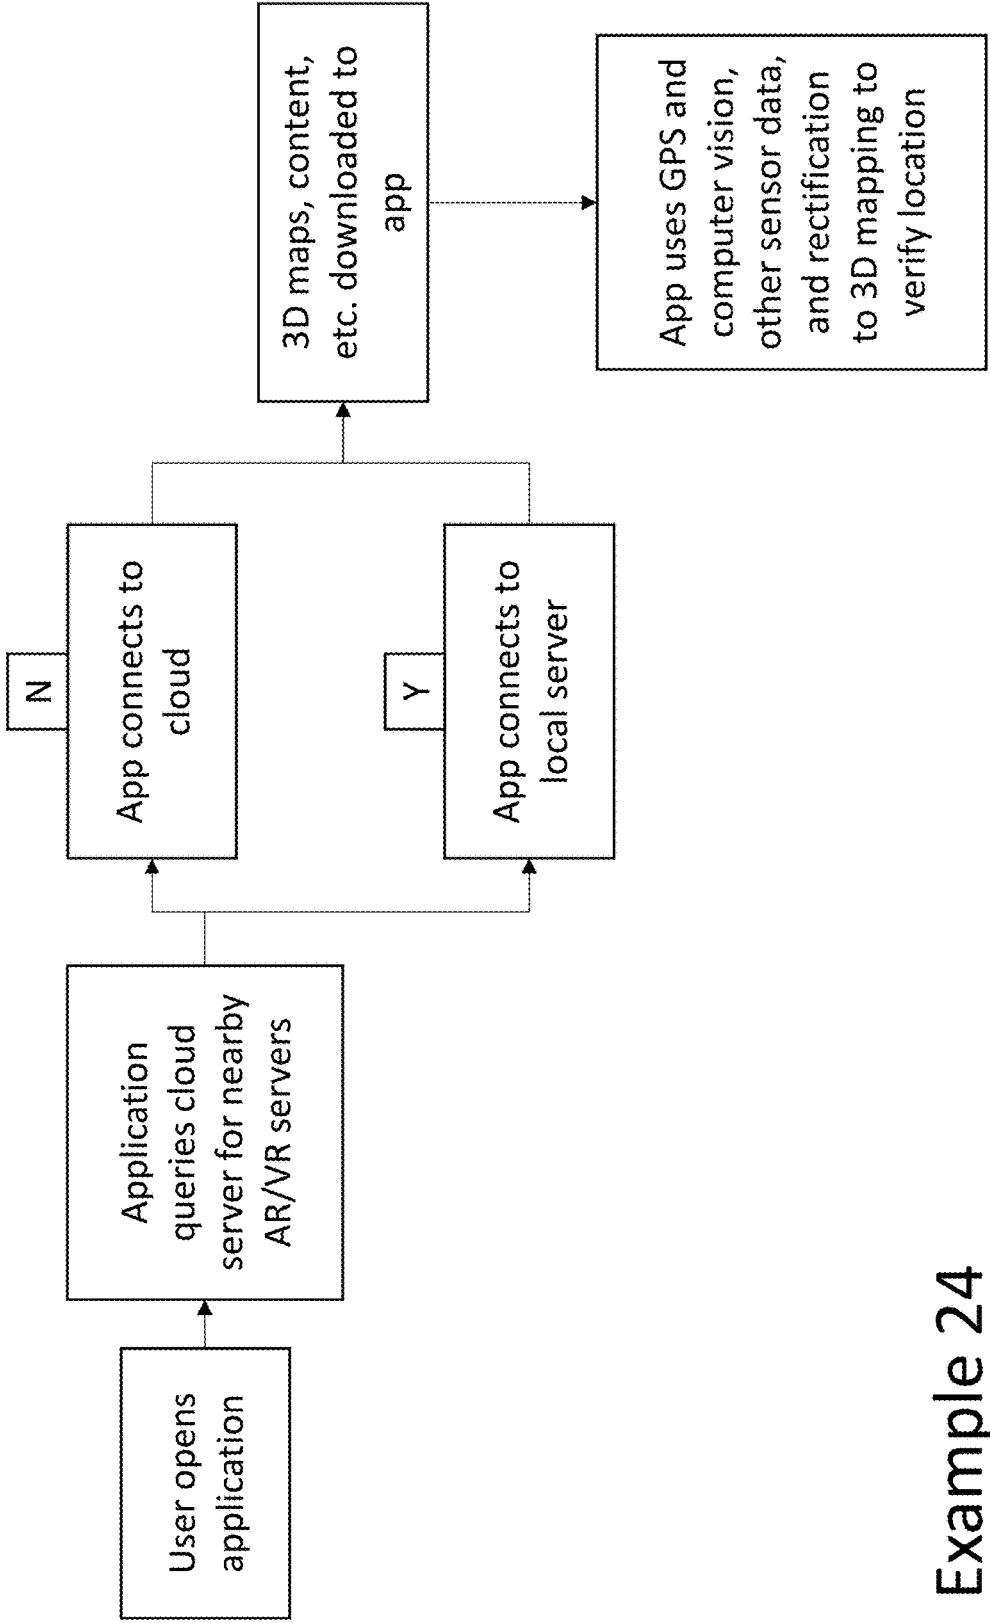 User opens
application
Application
queries cloud
server for nearby
AR/VR servers
N
App connects to
cloud
Y
App connects to
local server
3D maps, content,
etc. downloaded to
app
App uses GPS and
computer vision,
other sensor data,
and rectification
to 3D mapping to
verify location
Example 24